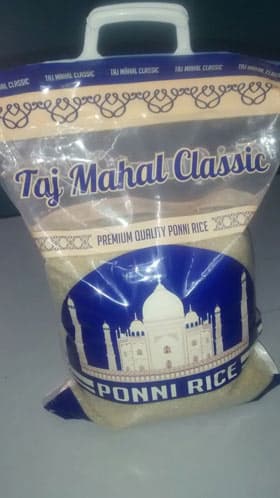 TAJ MAHAL CLASSIC TAJ MAHAL CLASSIC TAJ MAHAL CLASSIC
Taj Mahal Classic
PREMIUM QUALITY PONNI RICE
PONNI RICE